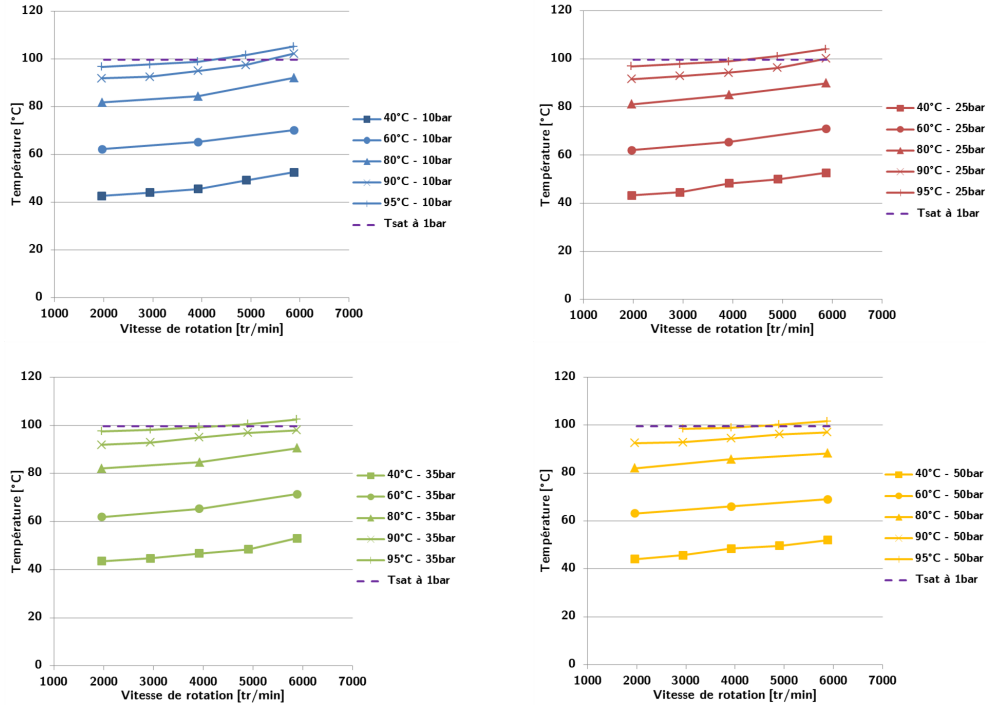 120
100
80
60
40
20
0
Température [°C]
1000 2000 3000 4000 5000 6000 7000
Vitesse de rotation [tr/min]
40°C - 10bar
60°C - 10bar
80°C - 10bar
90°C - 10bar
95°C - 10bar
Tsat à 1bar
120
100
80
60
40
20
0
Température [°C]
1000 2000 3000 4000 5000 6000 7000
Vitesse de rotation [tr/min]
40°C - 25bar
60°C - 25bar
80°C - 25bar
90°C - 25bar
95°C - 25bar
Tsat à 1bar
120
100
80
60
40
20
0
Température [°C]
1000 2000 3000 4000 5000 6000 7000
Vitesse de rotation [tr/min]
40°C - 35bar
60°C - 35bar
80°C - 35bar
90°C - 35bar
95°C - 35bar
Tsat à 1bar
120
100
80
60
40
20
0
Température [°C]
1000 2000 3000 4000 5000 6000 7000
Vitesse de rotation [tr/min]
40°C - 50bar
60°C - 50bar
80°C - 50bar
90°C - 50bar
95°C - 50bar
Tsat à 1bar